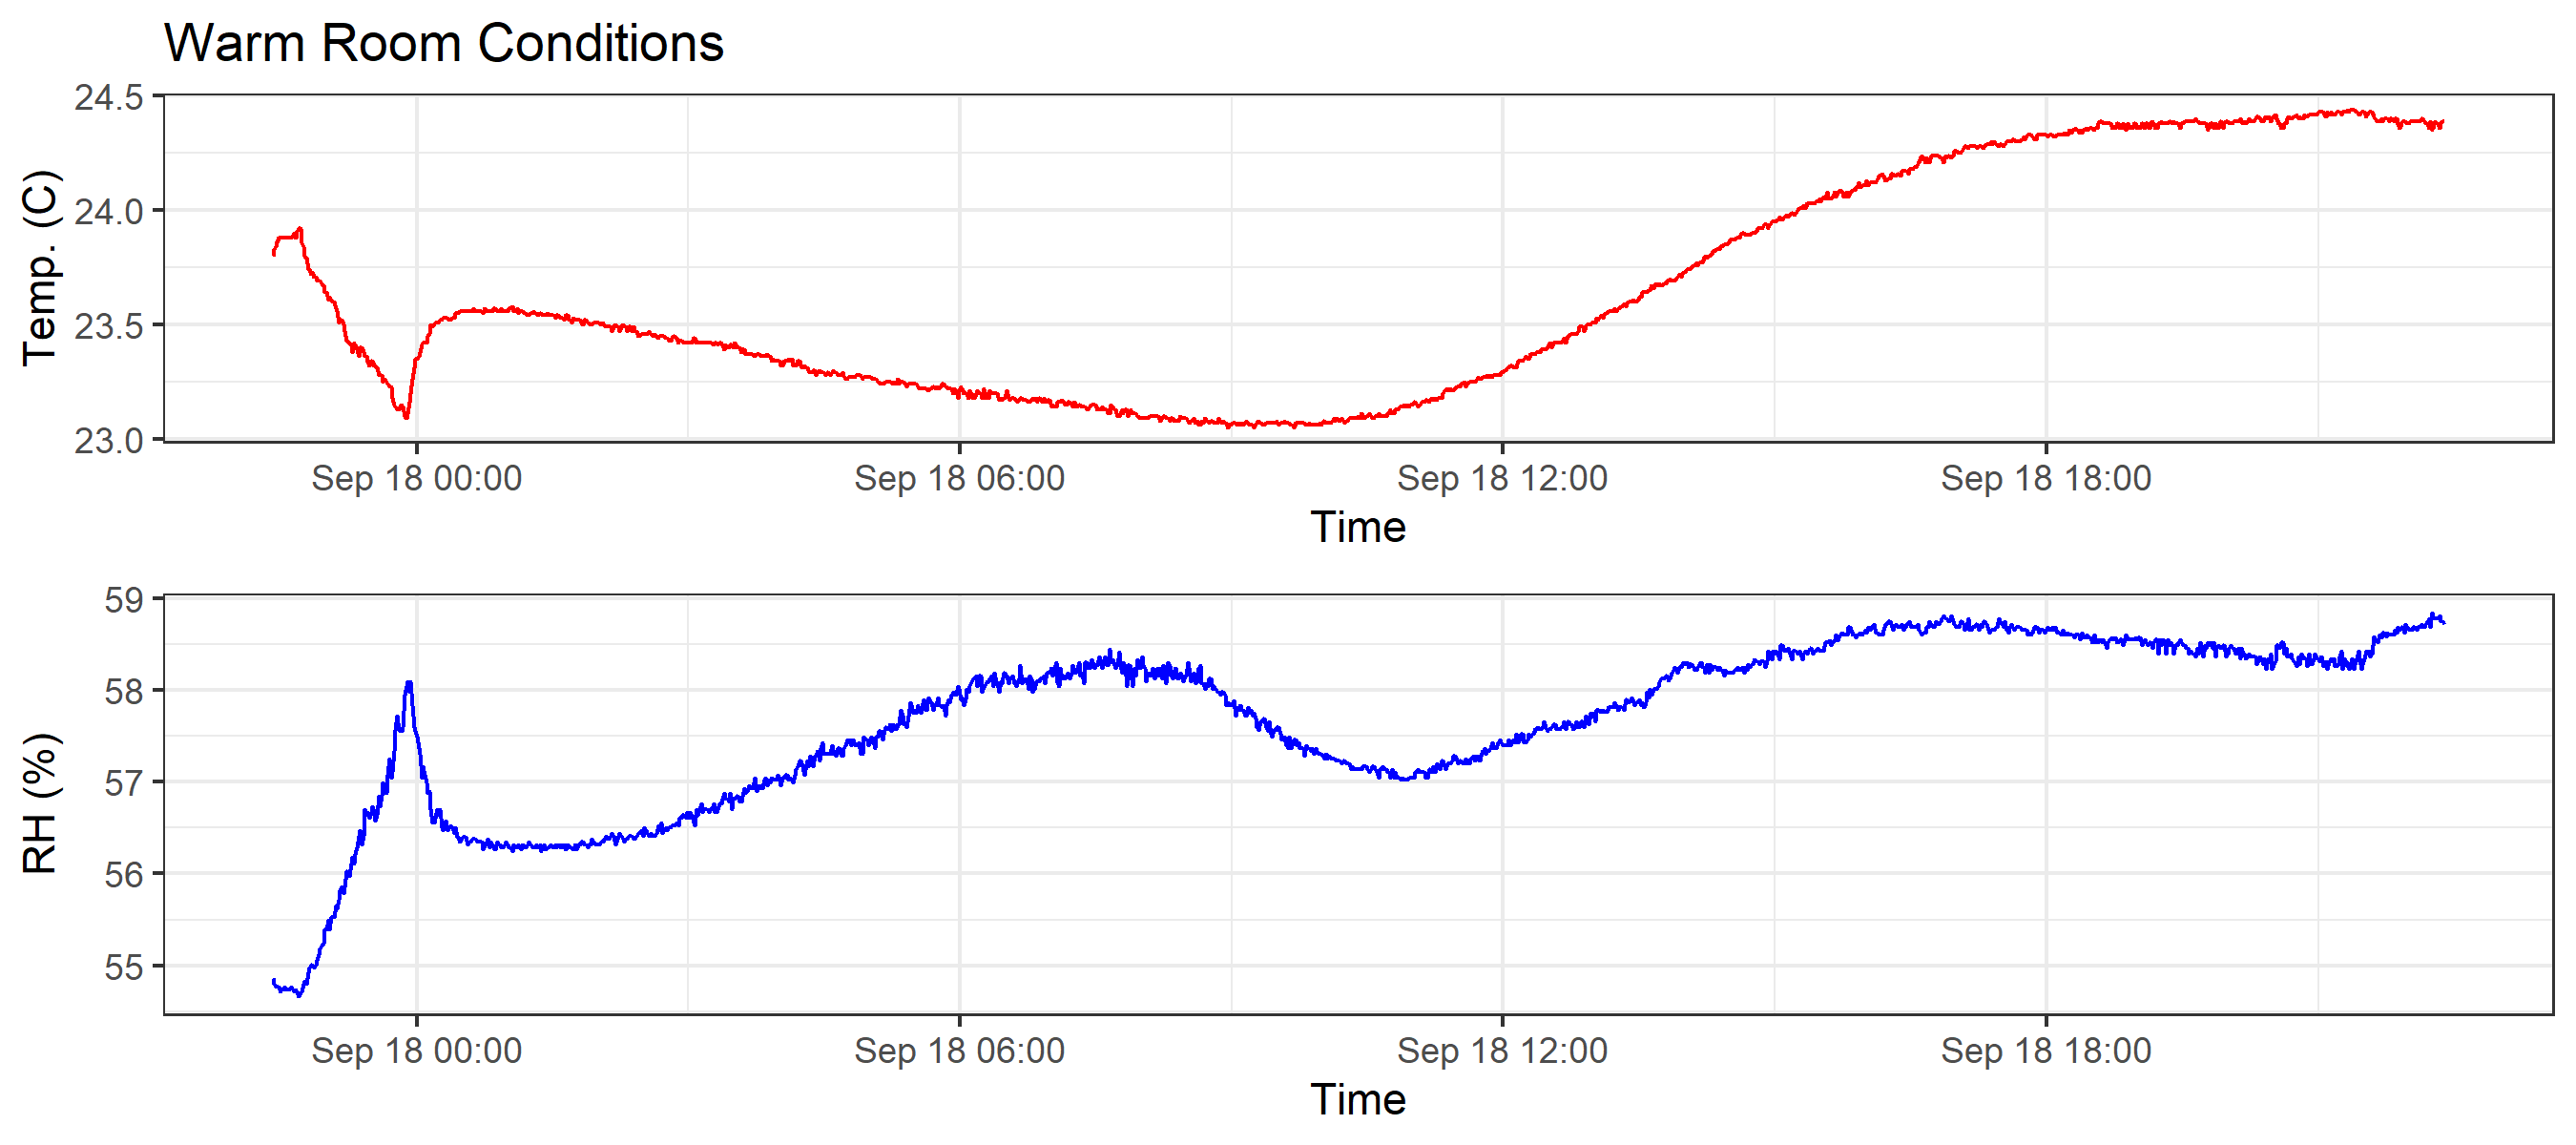 Warm Room Conditions
24.5
24.0
23.5
23.0
Temp. (C)
Sep 18 00:00 Sep 18 06:00 Sep 18 12:00 Sep 18 18:00
Time
59
58
57
56
55
RH (%)
Sep 18 00:00 Sep 18 06:00 Sep 18 12:00 Sep 18 18:00
Time